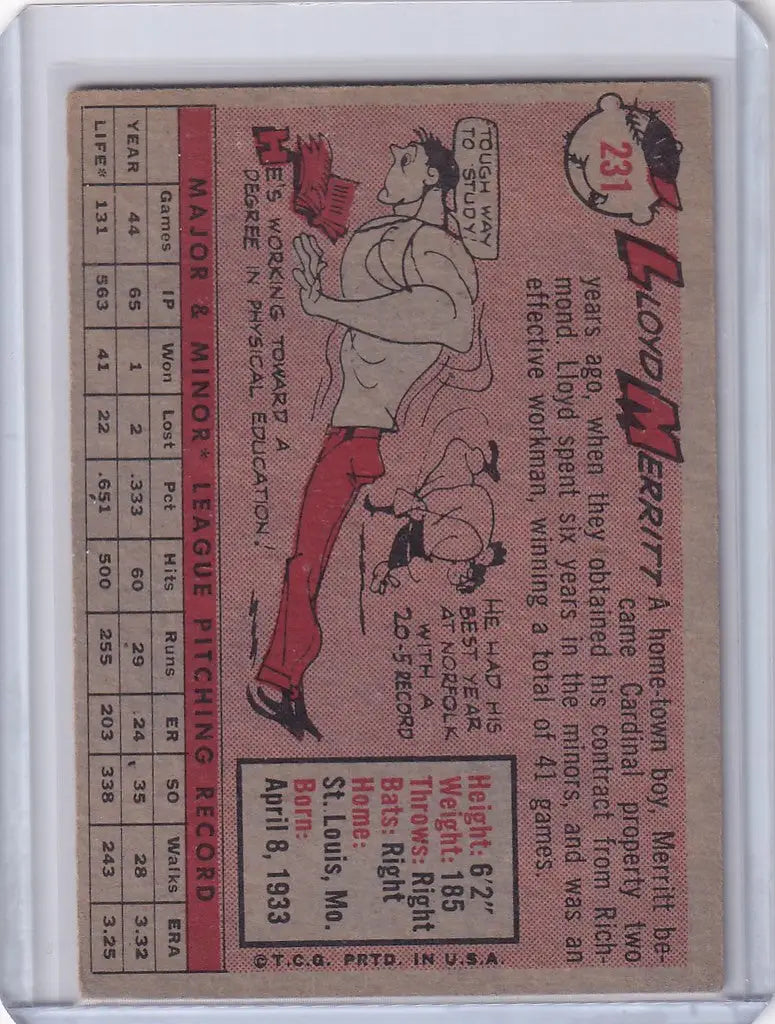 231
LLOYD MERRITT
A home-town boy, Merritt be-
came Cardinal property two
years ago, when they obtained his contract from Rich-
mond. Lloyd spent six years in the minors, and was an
effective workman, winning a total of 41 games.
TOUGH WAY
TO STUDY!
HE'S WORKING TOWARD A
DEGREE IN PHYSICAL EDUCATION!
HE HAD HIS
BEST YEAR
AT NORFOLK
WITH A
20-5 RECORD
Height: 6'2"
Weight: 185
Throws: Right
Bats: Right
Home:
St. Louis, Mo.
Born:
April 8, 1933
© T.C.G. PRTD. IN U.S.A.
MAJOR & MINOR* LEAGUE PITCHING RECORD
Games IP Won Lost Pct Hits Runs ER SO Walks ERA
YEAR 44 65 1 2 .333 60 29 24 35 28 3.32
LIFE* 131 563 41 22 .651 500 255 203 338 243 3.25